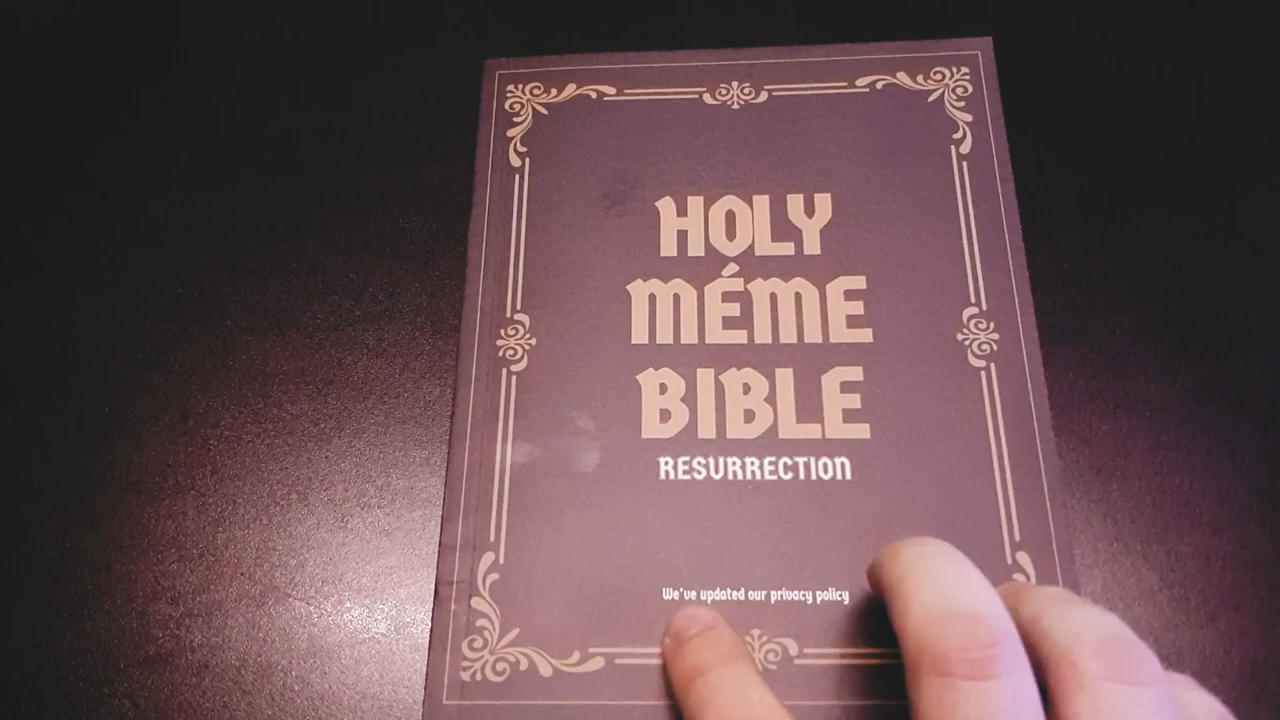 HOLY
MÉME
BIBLE
RESURRECTION
We've updated our privacy policy